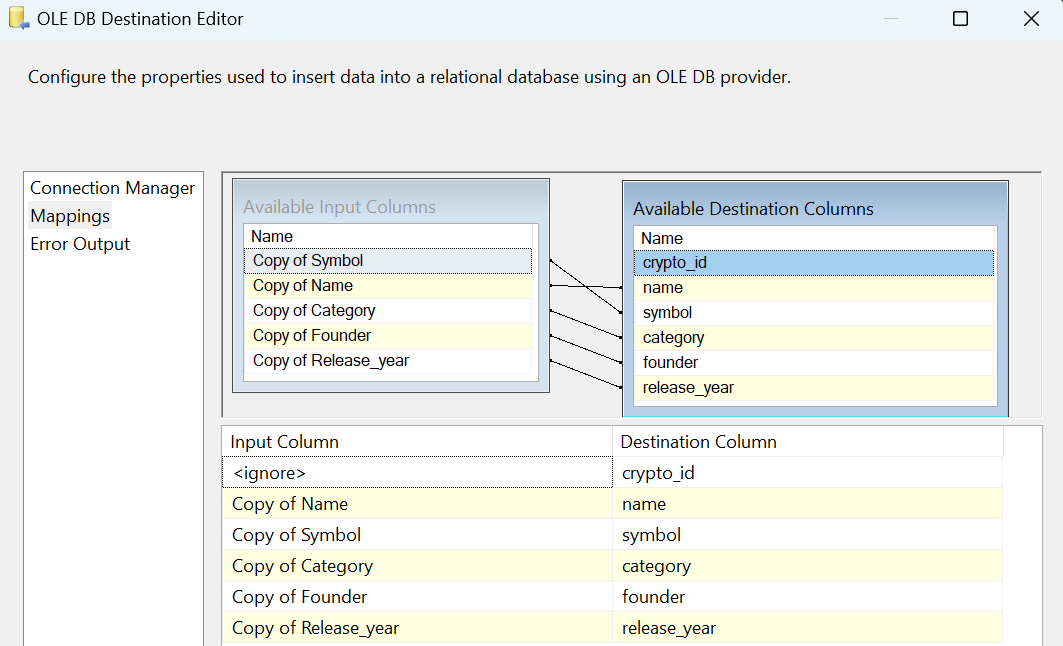 OLE DB Destination Editor
Configure the properties used to insert data into a relational database using an OLE DB provider.
Connection Manager
Mappings
Error Output
Available Input Columns
Name
Copy of Symbol
Copy of Name
Copy of Category
Copy of Founder
Copy of Release_year
Available Destination Columns
Name
crypto_id
name
symbol
category
founder
release_year
Input Column Destination Column
<ignore> crypto_id
Copy of Name name
Copy of Symbol symbol
Copy of Category category
Copy of Founder founder
Copy of Release_year release_year